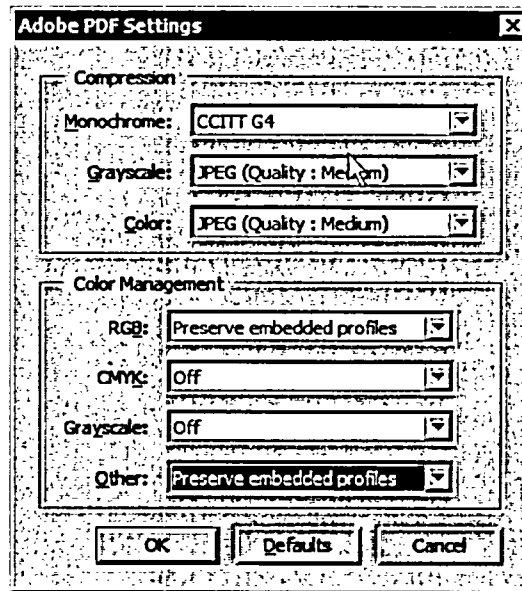 Adobe PDF Settings
Compression
Monochrome: CCITT G4
Grayscale: JPEG (Quality : Medium)
Color: JPEG (Quality : Medium)
Color Management
RGB: Preserve embedded profiles
CMYK: Off
Grayscale: Off
Other: Preserve embedded profiles
OK Defaults Cancel